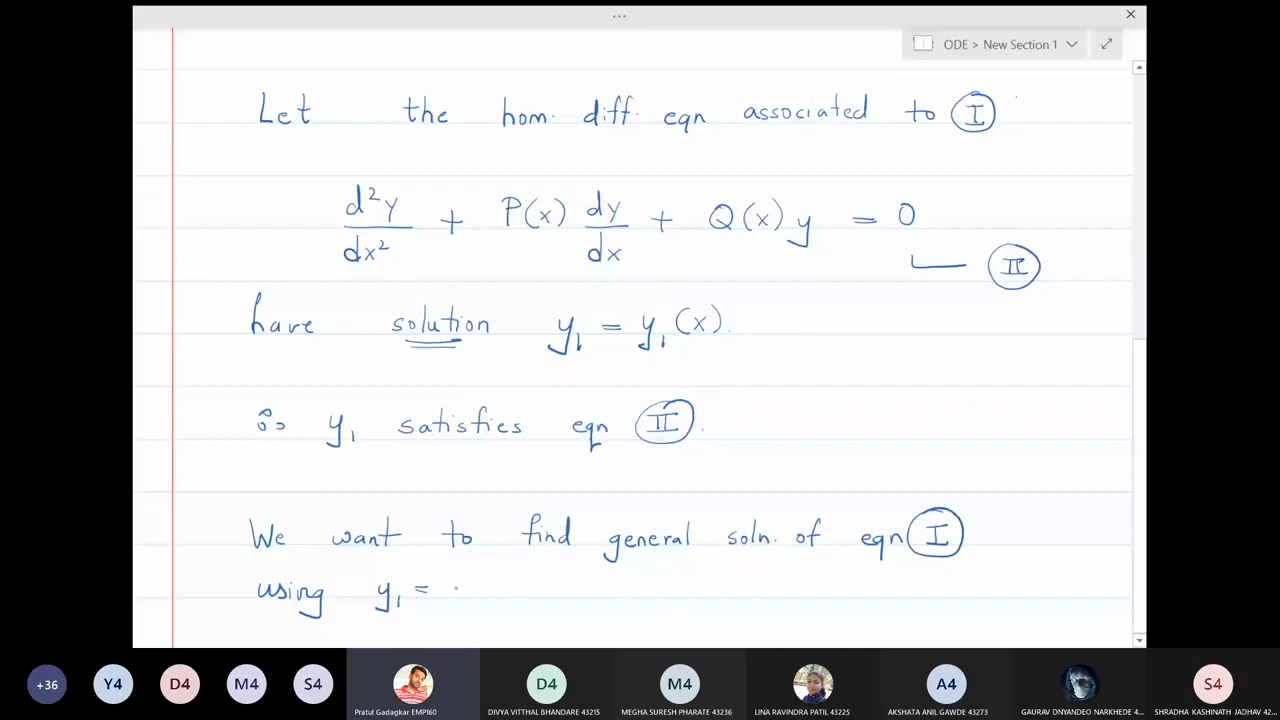 ODE > New Section 1
Let the hom. diff. eqn associated to I
d²y/dx² + P(x) dy/dx + Q(x) y = 0
II
have solution y₁ = y₁(x).
∴ y₁ satisfies eqn II.
We want to find general soln. of eqn I
using y₁ =
+36 Y4 D4 M4 S4 D4 M4 A4 S4
Pratul Gadagkar EMP160 DIVYA VITTHAL BHANDARE 43215 MEGHA SURESH PHARATE 43236 LINA RAVINDRA PATIL 43225 AKSHATA ANIL GAWDE 43273 GAURAV DNYANDEO NARKHEDE 4... SHRADHA KASHINATH JADHAV 42...